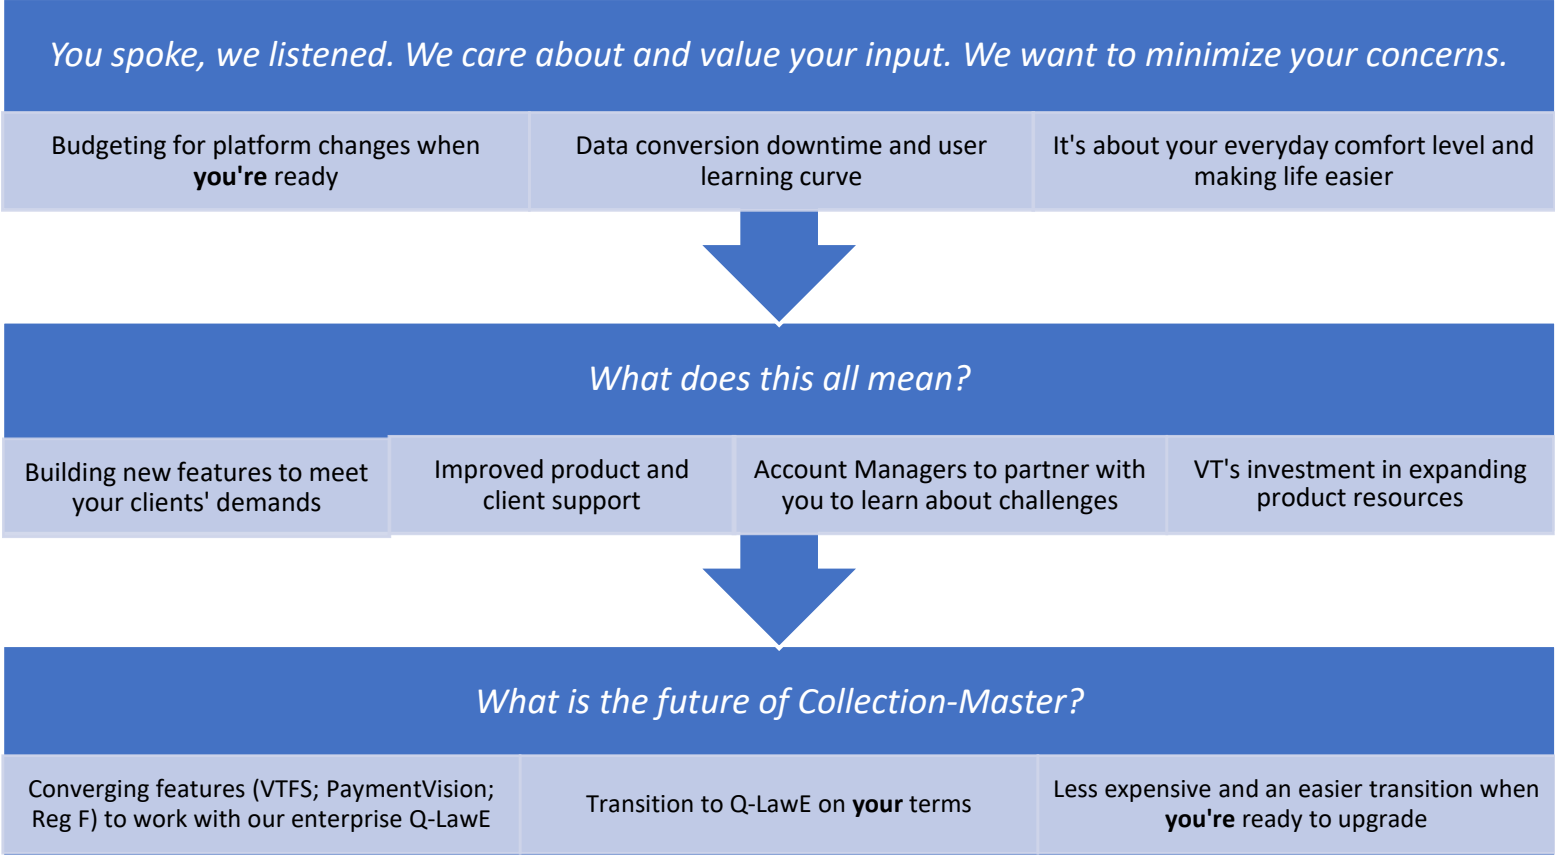 You spoke, we listened. We care about and value your input. We want to minimize your concerns.
Budgeting for platform changes when
you're ready
Data conversion downtime and user
learning curve
It's about your everyday comfort level and
making life easier
What does this all mean?
Building new features to meet
your clients' demands
Improved product and
client support
Account Managers to partner with
you to learn about challenges
VT's investment in expanding
product resources
What is the future of Collection-Master?
Converging features (VTFS; PaymentVision;
Reg F) to work with our enterprise Q-LawE
Transition to Q-LawE on your terms
Less expensive and an easier transition when
you're ready to upgrade